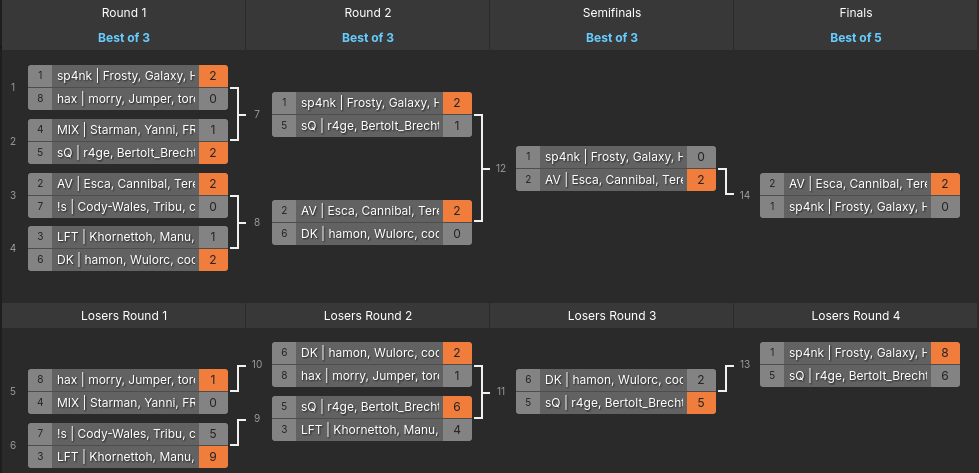 Round 1 Round 2 Semifinals Finals
Best of 3 Best of 3 Best of 3 Best of 5
1
1 sp4nk | Frosty, Galaxy, H 2
8 hax | morry, Jumper, tor 0
2
4 MIX | Starman, Yanni, FR 1
5 sQ | r4ge, Bertolt_Brecht 2
3
2 AV | Esca, Cannibal, Ter 2
7 !s | Cody-Wales, Tribu, c 0
4
3 LFT | Khornettoh, Manu, 1
6 DK | hamon, Wulorc, coc 2
7
1 sp4nk | Frosty, Galaxy, H 2
5 sQ | r4ge, Bertolt_Brecht 1
8
2 AV | Esca, Cannibal, Ter 2
6 DK | hamon, Wulorc, coc 0
12
1 sp4nk | Frosty, Galaxy, H 0
2 AV | Esca, Cannibal, Ter 2
14
2 AV | Esca, Cannibal, Ter 2
1 sp4nk | Frosty, Galaxy, H 0
Losers Round 1 Losers Round 2 Losers Round 3 Losers Round 4
5
8 hax | morry, Jumper, tor 1
4 MIX | Starman, Yanni, FR 0
6
7 !s | Cody-Wales, Tribu, c 5
3 LFT | Khornettoh, Manu, 9
10
6 DK | hamon, Wulorc, coc 2
8 hax | morry, Jumper, tor 1
9
5 sQ | r4ge, Bertolt_Brecht 6
3 LFT | Khornettoh, Manu, 4
11
6 DK | hamon, Wulorc, coc 2
5 sQ | r4ge, Bertolt_Brecht 5
13
1 sp4nk | Frosty, Galaxy, H 8
5 sQ | r4ge, Bertolt_Brecht 6